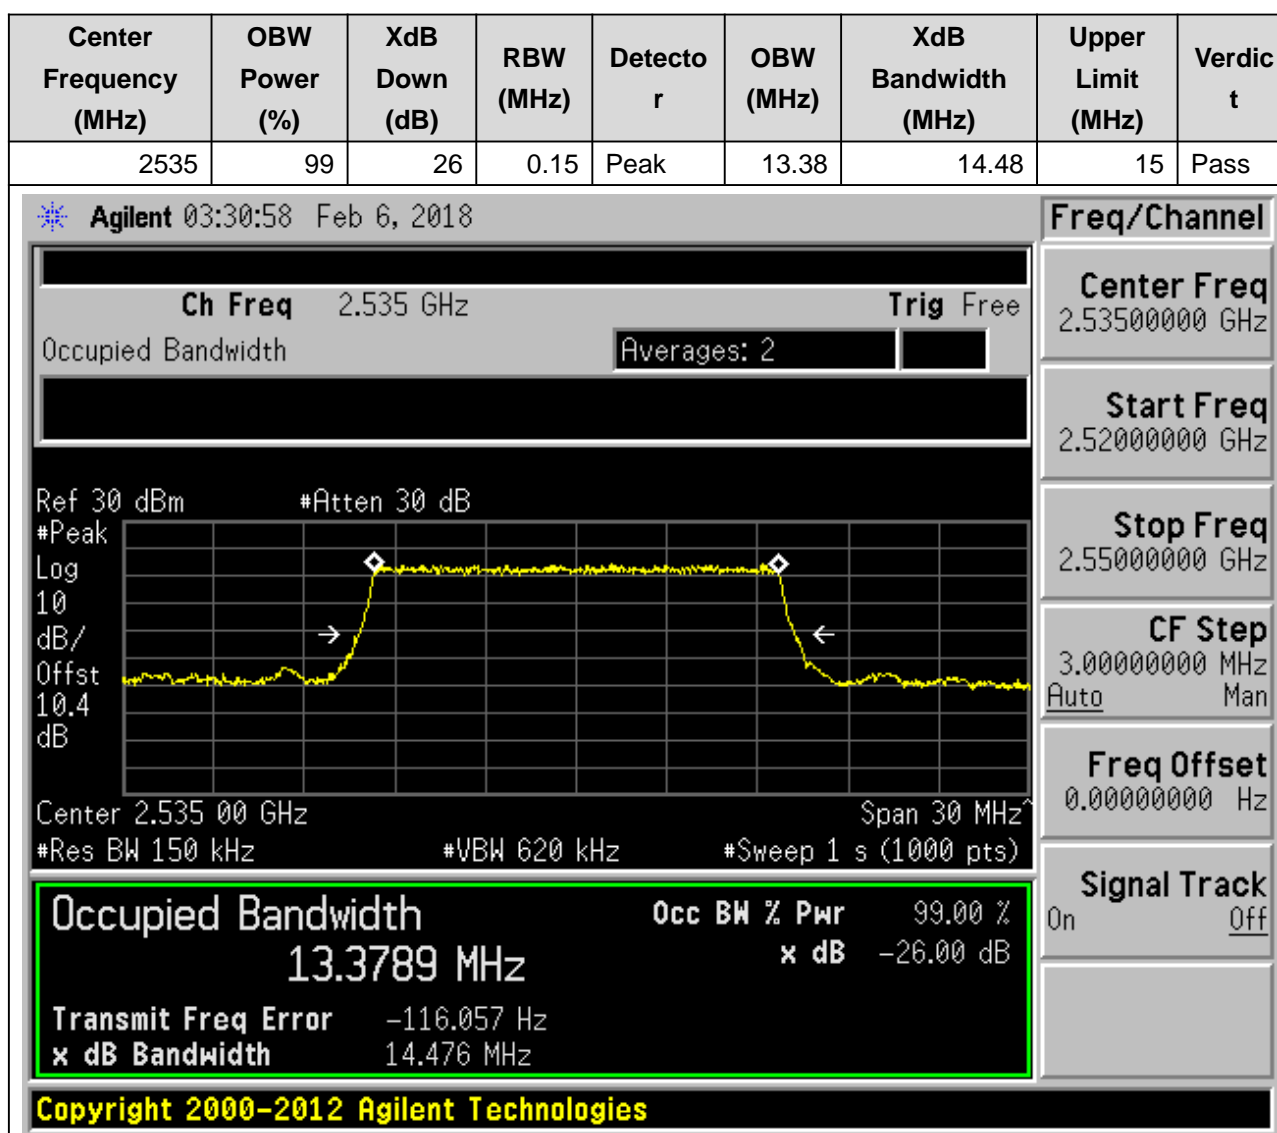 Center Frequency (MHz) OBW Power (%) XdB Down (dB) RBW (MHz) Detecto r OBW (MHz) XdB Bandwidth (MHz) Upper Limit (MHz) Verdic t
2535 99 26 0.15 Peak 13.38 14.48 15 Pass
Agilent 03:30:58 Feb 6, 2018
Ch Freq 2.535 GHz Trig Free
Occupied Bandwidth Averages: 2
Ref 30 dBm #Atten 30 dB
#Peak
Log
10
dB/
Offst
10.4
dB
Center 2.535 00 GHz Span 30 MHz^
#Res BW 150 kHz #VBW 620 kHz #Sweep 1 s (1000 pts)
Occupied Bandwidth Occ BW % Pwr 99.00 %
13.3789 MHz x dB -26.00 dB
Transmit Freq Error -116.057 Hz
x dB Bandwidth 14.476 MHz
Copyright 2000-2012 Agilent Technologies
Freq/Channel
Center Freq
2.53500000 GHz
Start Freq
2.52000000 GHz
Stop Freq
2.55000000 GHz
CF Step
3.00000000 MHz
Auto Man
Freq Offset
0.00000000 Hz
Signal Track
On Off